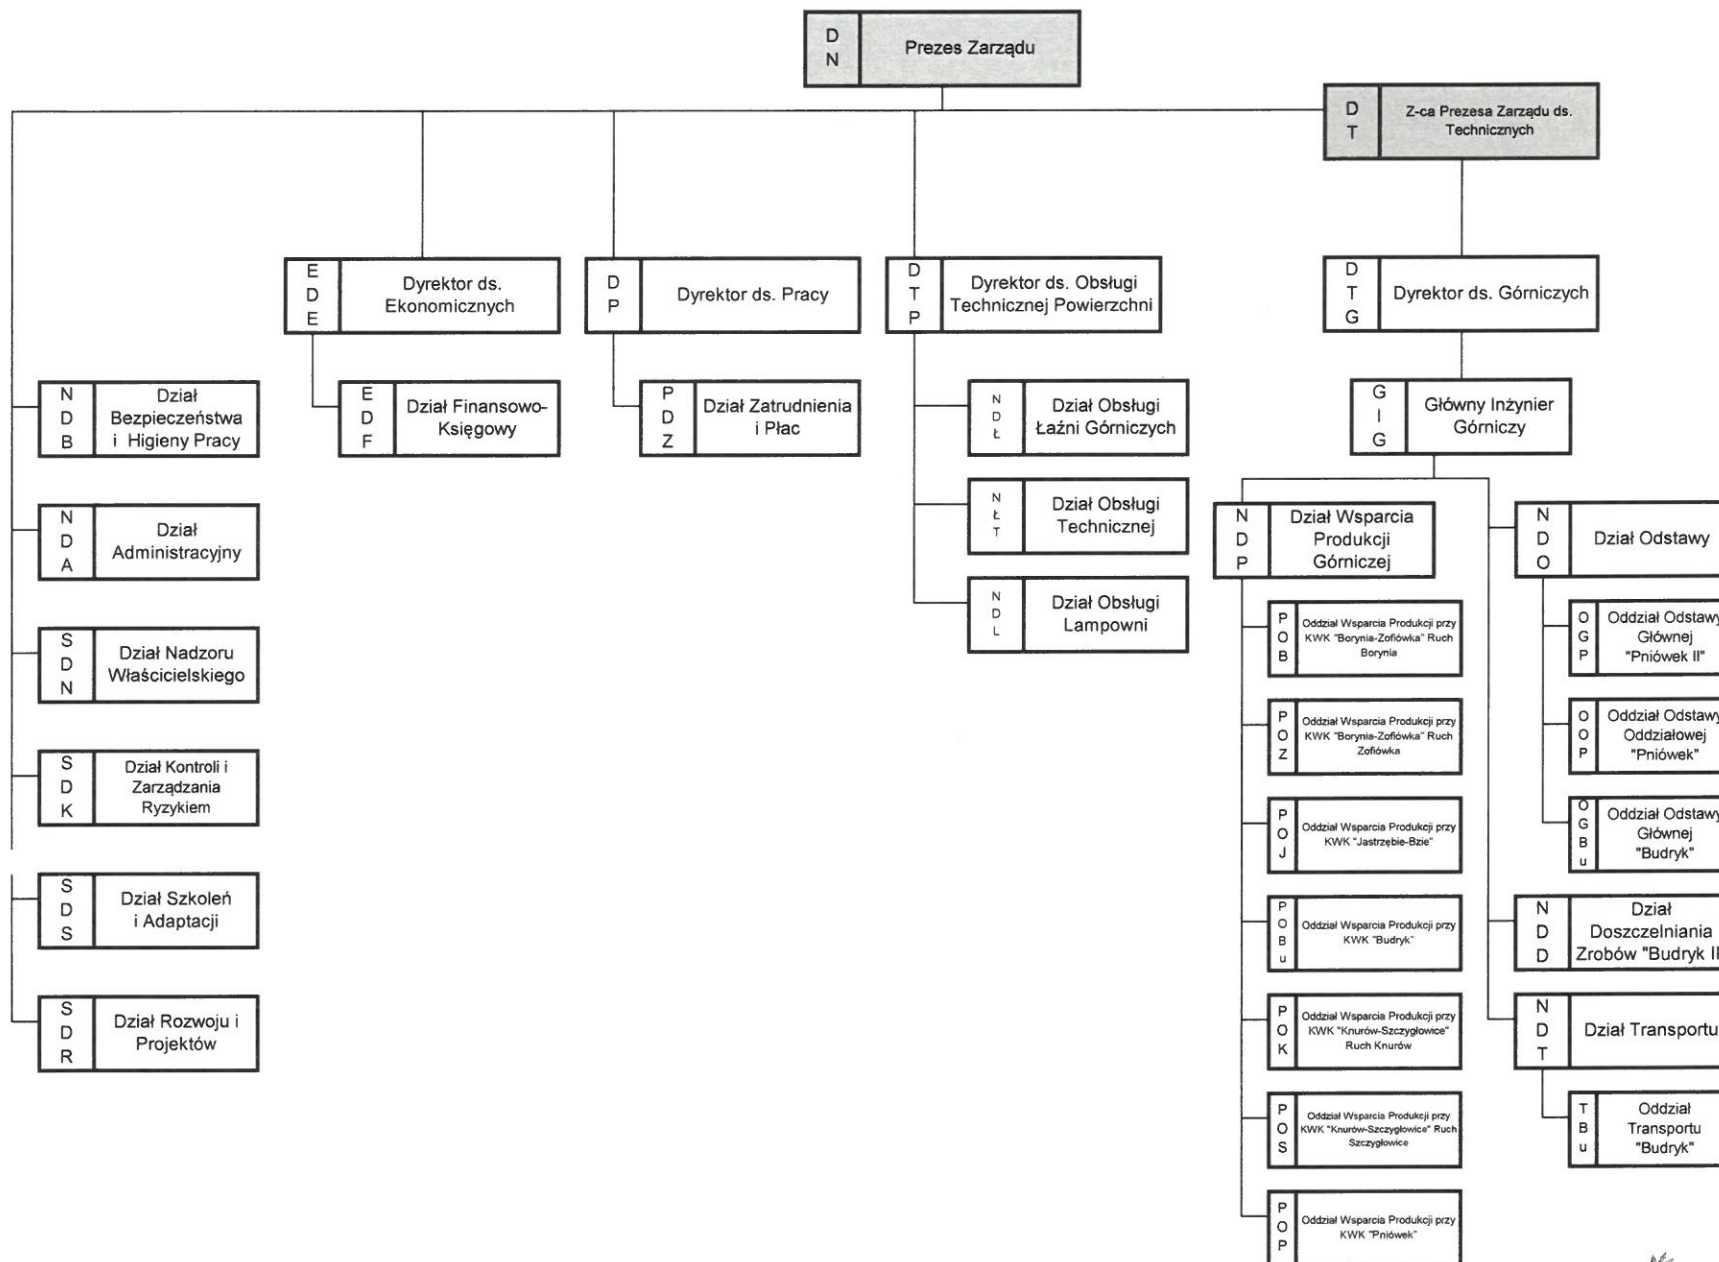 D
N
Prezes Zarządu
D
T
Z-ca Prezesa Zarządu ds.
Technicznych
E
D
E
Dyrektor ds.
Ekonomicznych
D
P
Dyrektor ds. Pracy
D
T
P
Dyrektor ds. Obsługi
Technicznej Powierzchni
D
T
G
Dyrektor ds. Górniczych
N
D
B
Dział
Bezpieczeństwa
i Higieny Pracy
E
D
F
Dział Finansowo-
Księgowy
P
D
Z
Dział Zatrudnienia
i Płac
N
D
Ł
Dział Obsługi
Łaźni Górniczych
G
I
G
Główny Inżynier
Górniczy
N
D
A
Dział
Administracyjny
N
Ł
T
Dział Obsługi
Technicznej
N
D
P
Dział Wsparcia
Produkcji
Górniczej
N
D
O
Dział Odstawy
S
D
N
Dział Nadzoru
Właścicielskiego
N
D
L
Dział Obsługi
Lampowni
P
O
B
Oddział Wsparcia Produkcji przy
KWK "Borynia-Zofiówka" Ruch
Borynia
O
G
P
Oddział Odstawy
Głównej
"Pniówek II"
P
O
Z
Oddział Wsparcia Produkcji przy
KWK "Borynia-Zofiówka" Ruch
Zofiówka
O
O
P
Oddział Odstawy
Oddziałowej
"Pniówek"
S
D
K
Dział Kontroli i
Zarządzania
Ryzykiem
P
O
J
Oddział Wsparcia Produkcji przy
KWK "Jastrzębie-Bzie"
O
G
B
u
Oddział Odstawy
Głównej
"Budryk"
S
D
S
Dział Szkoleń
i Adaptacji
P
O
B
u
Oddział Wsparcia Produkcji przy
KWK "Budryk"
N
D
D
Dział
Doszczelniania
Zrobów "Budryk II
S
D
R
Dział Rozwoju i
Projektów
P
O
K
Oddział Wsparcia Produkcji przy
KWK "Knurów-Szczygłowice"
Ruch Knurów
N
D
T
Dział Transportu
P
O
S
Oddział Wsparcia Produkcji przy
KWK "Knurów-Szczygłowice" Ruch
Szczygłowice
T
B
u
Oddział
Transportu
"Budryk"
P
O
P
Oddział Wsparcia Produkcji przy
KWK "Pniówek"